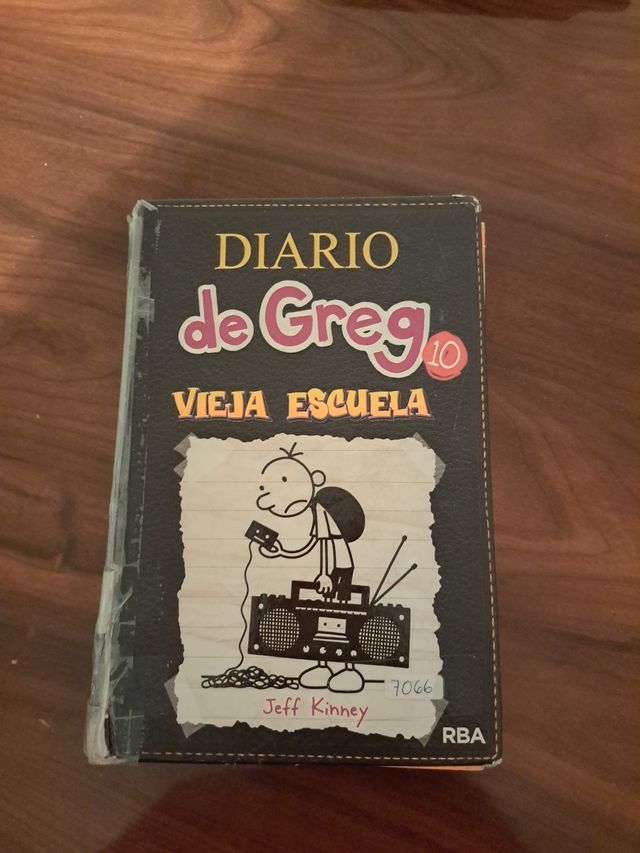 DIARIO
de Greg
10
VIEJA ESCUELA
Jeff Kinney
7066
RBA